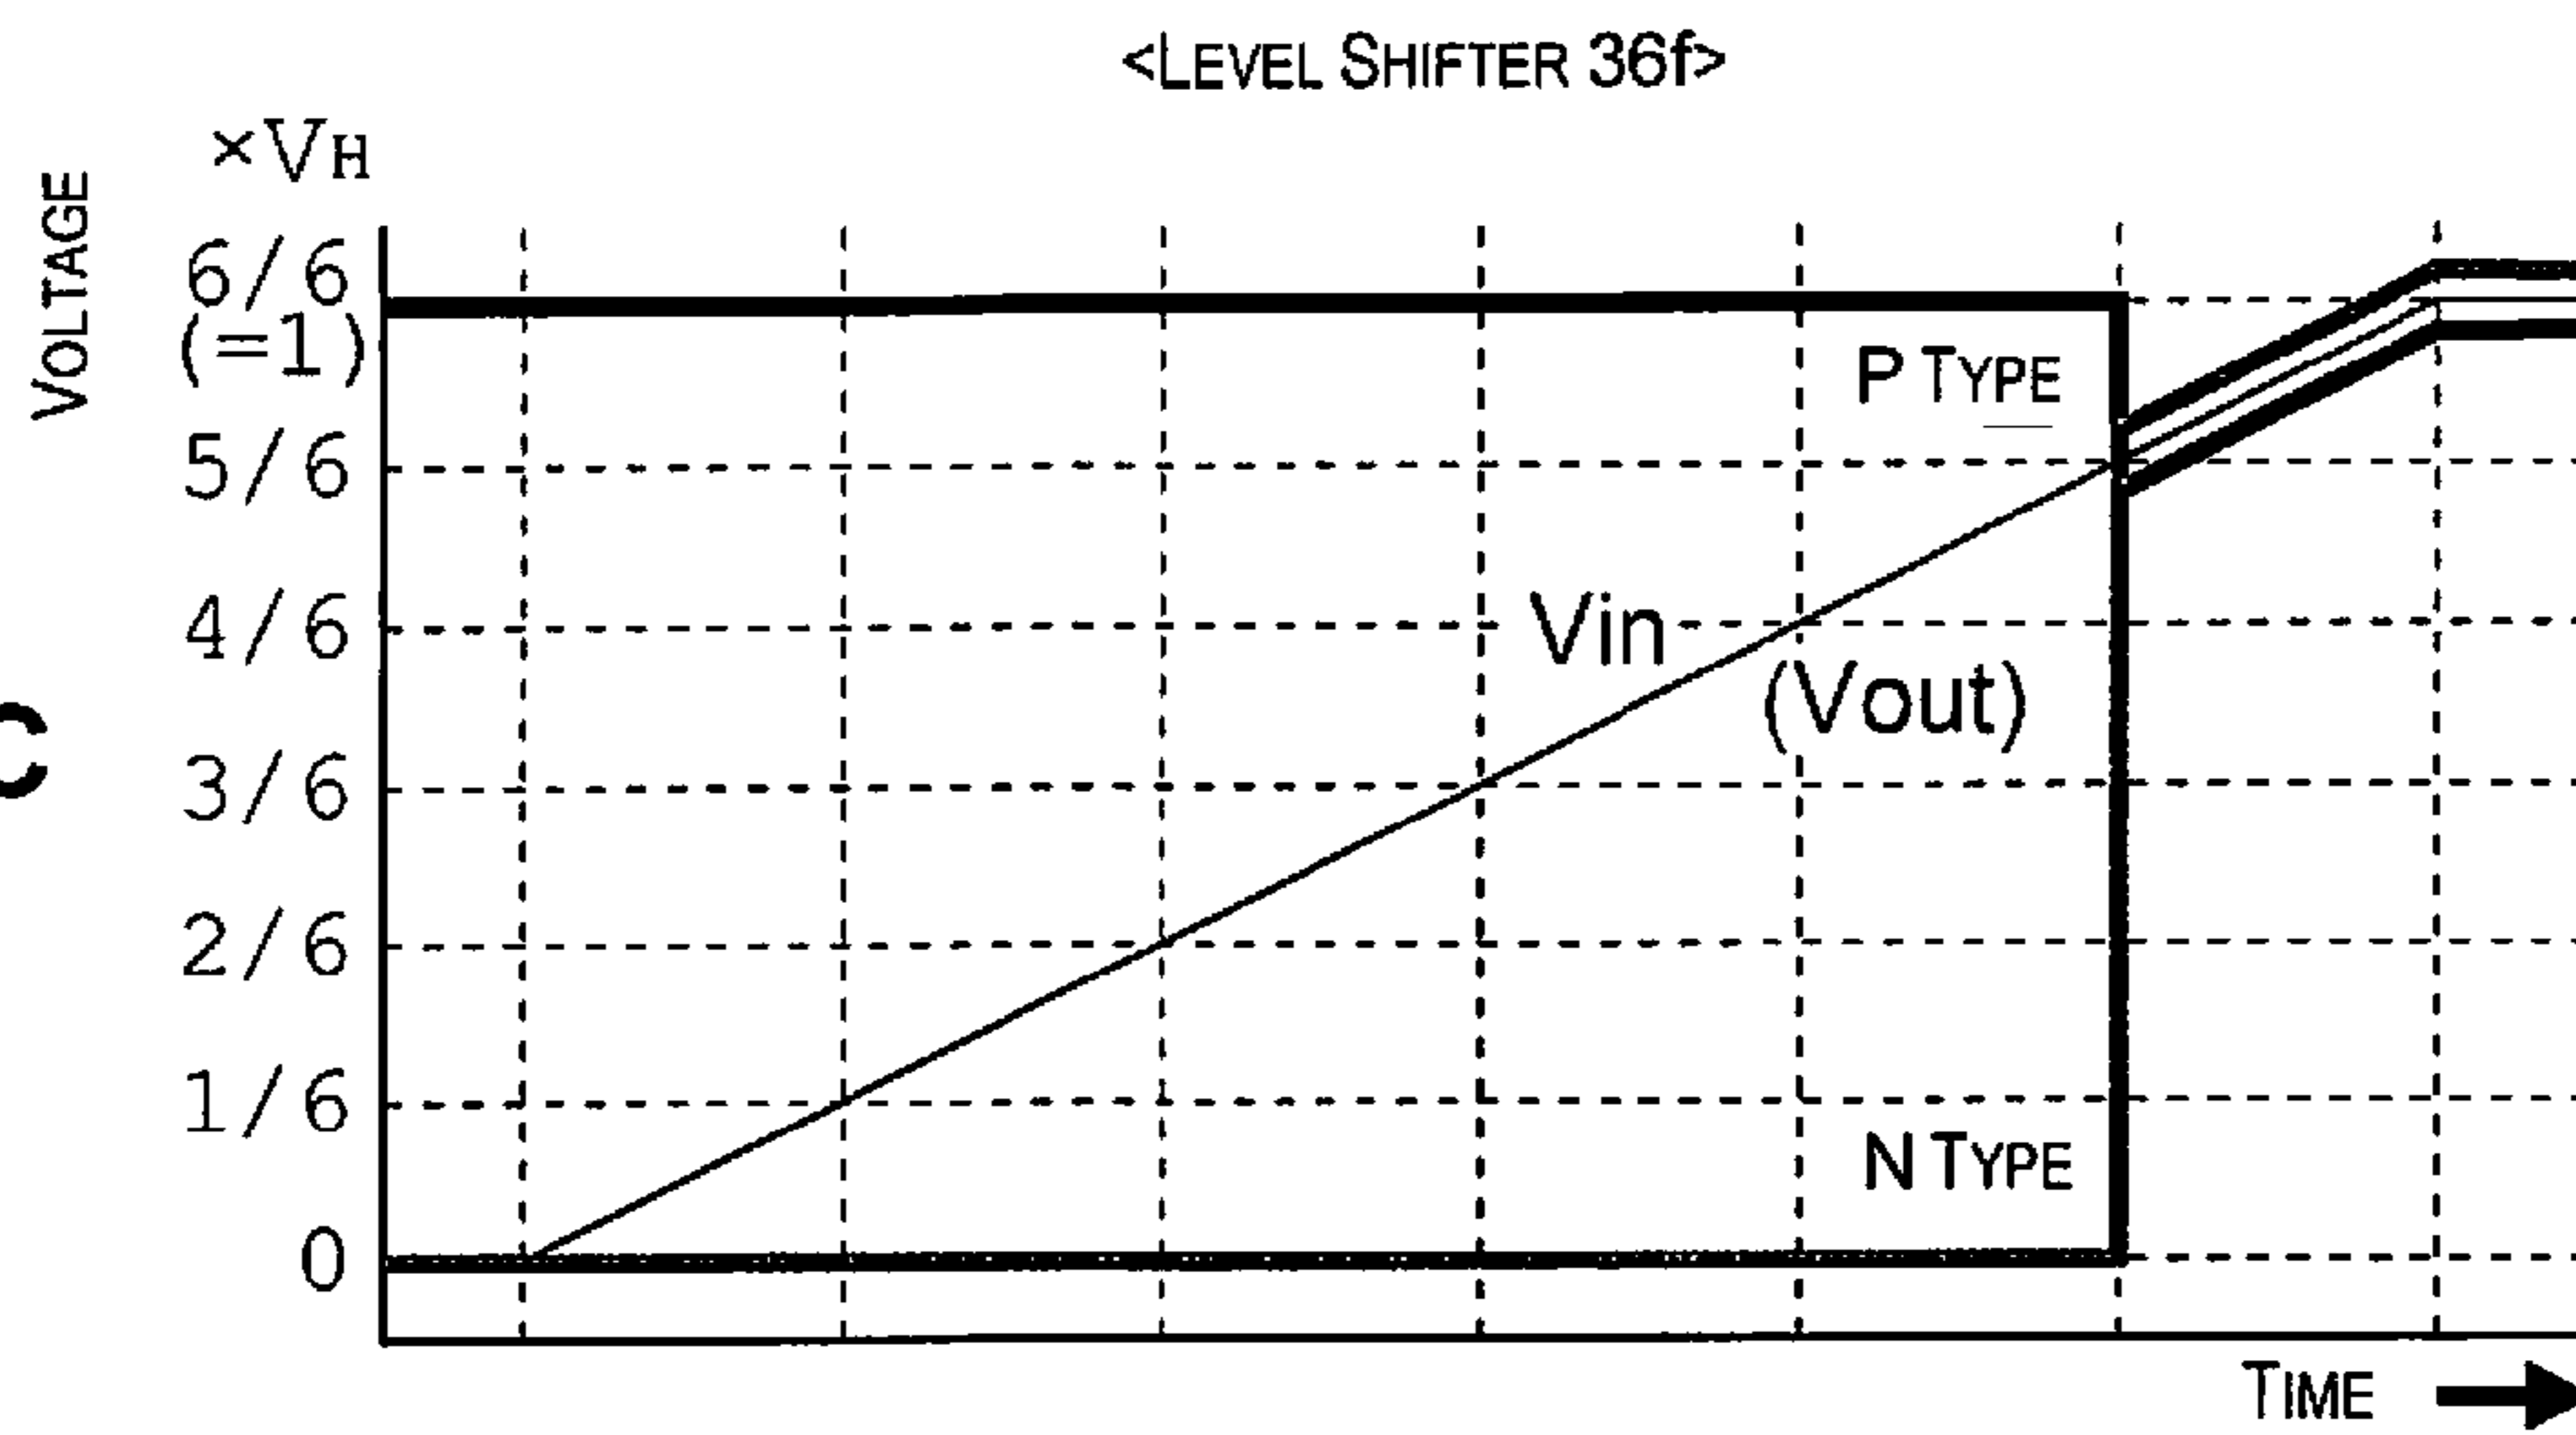 <LEVEL SHIFTER 36f>
×VH
VOLTAGE
6/6
(=1)
5/6
4/6
3/6
2/6
1/6
0
P TYPE
Vin
(Vout)
N TYPE
TIME